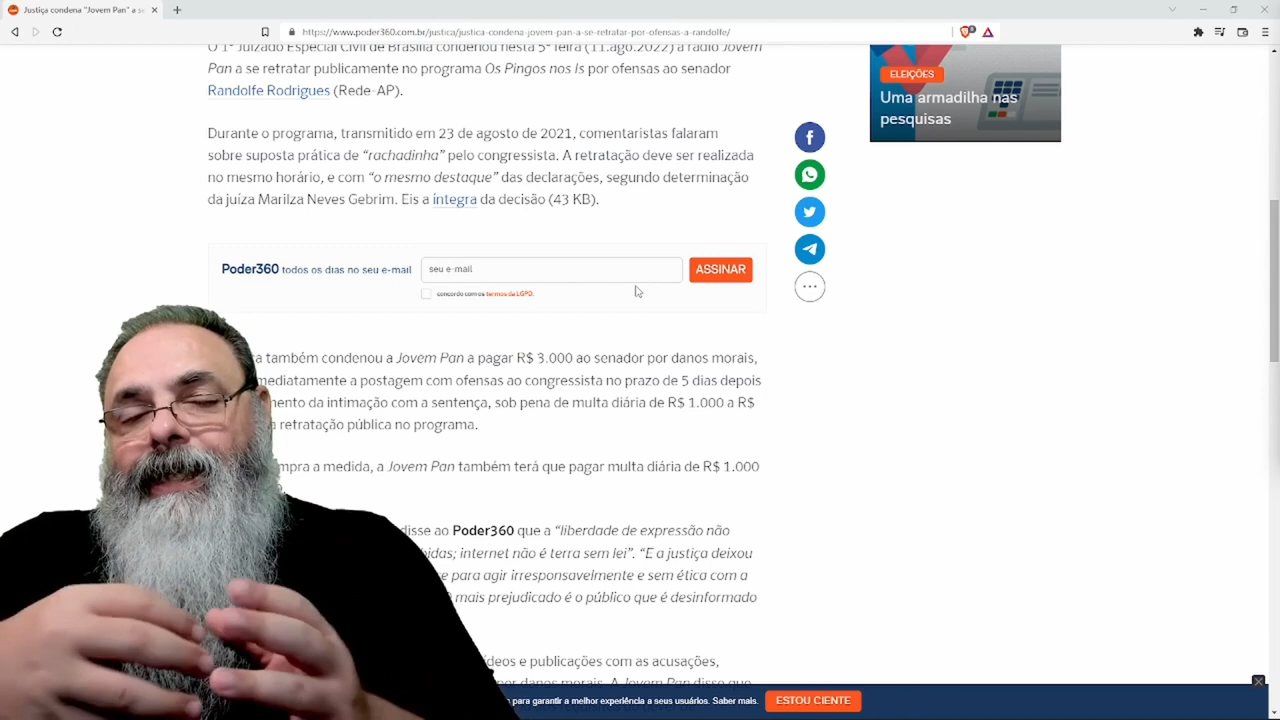 Justiça condena "Jovem Pan" a se
https://www.poder360.com.br/justica/justica-condena-jovem-pan-a-se-retratar-por-ofensas-a-randolfe/
O 1º Juizado Especial Civil de Brasília condenou nesta 5ª feira (11.ago.2022) a rádio Jovem
Pan a se retratar publicamente no programa Os Pingos nos Is por ofensas ao senador
Randolfe Rodrigues (Rede-AP).
Durante o programa, transmitido em 23 de agosto de 2021, comentaristas falaram
sobre suposta prática de “rachadinha” pelo congressista. A retratação deve ser realizada
no mesmo horário, e com “o mesmo destaque” das declarações, segundo determinação
da juíza Marilza Neves Gebrim. Eis a íntegra da decisão (43 KB).
Poder360 todos os dias no seu e-mail
seu e-mail
ASSINAR
concordo com os termos da LGPD.
a também condenou a Jovem Pan a pagar R$ 3.000 ao senador por danos morais,
mediatamente a postagem com ofensas ao congressista no prazo de 5 dias depois
mento da intimação com a sentença, sob pena de multa diária de R$ 1.000 a R$
a retratação pública no programa.
mpra a medida, a Jovem Pan também terá que pagar multa diária de R$ 1.000
disse ao Poder360 que a “liberdade de expressão não
bidas; internet não é terra sem lei”. “E a justiça deixou
e para agir irresponsavelmente e sem ética com a
mais prejudicado é o público que é desinformado
ídeos e publicações com as acusações,
por danos morais. A Jovem Pan disse que
ELEIÇÕES
Uma armadilha nas
pesquisas
para garantir a melhor experiência a seus usuários. Saber mais.
ESTOU CIENTE